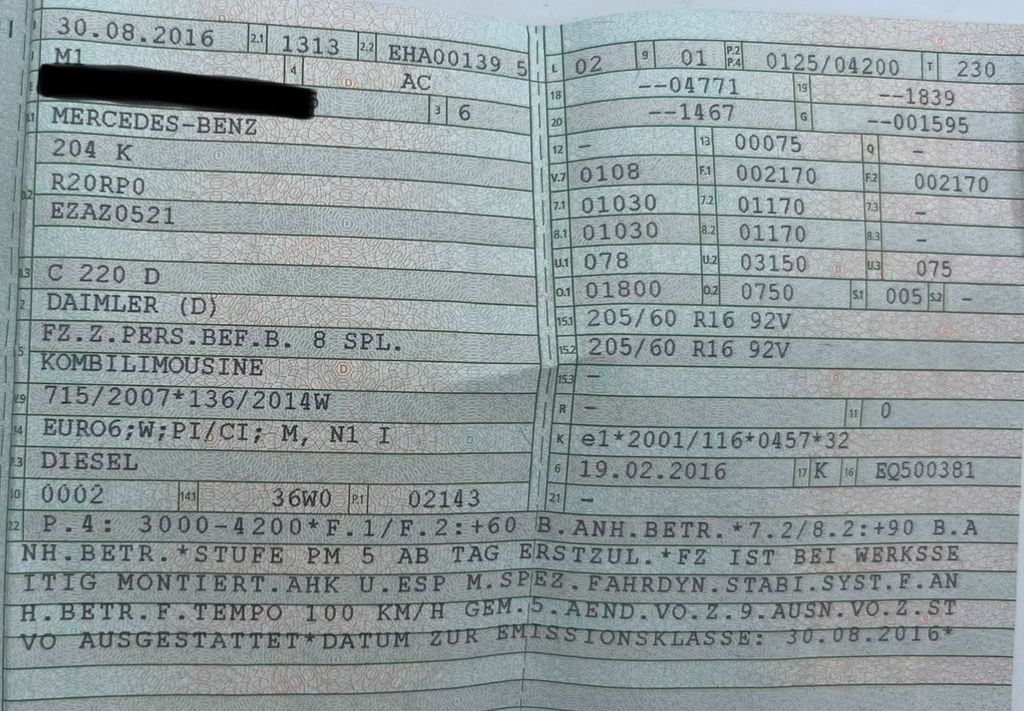 30.08.2016 2.1 1313 2.2 EHA00139 5
M1 4 AC
3 6
MERCEDES-BENZ
204 K
R20RP0
EZAZ0521
C 220 D
DAIMLER (D)
FZ.Z.PERS.BEF.B. 8 SPL.
KOMBILIMOUSINE
715/2007*136/2014W
EURO6;W;PI/CI; M, N1 I
DIESEL
0002 14.1 36W0 P.1 02143
L 02 9 01 P.2 P.4 0125/04200 T 230
18 --04771 19 --1839
20 --1467 G --001595
12 – 13 00075 Q –
V.7 0108 F.1 002170 F.2 002170
7.1 01030 7.2 01170 7.3 –
8.1 01030 8.2 01170 8.3 –
U.1 078 U.2 03150 U.3 075
O.1 01800 O.2 0750 S.1 005 S.2 –
15.1 205/60 R16 92V
15.2 205/60 R16 92V
15.3 –
R – 11 0
K e1*2001/116*0457*32
6 19.02.2016 17 K 16 EQ500381
21 –
22 P.4: 3000-4200*F.1/F.2:+60 B.ANH.BETR.*7.2/8.2:+90 B.A
NH.BETR.*STUFE PM 5 AB TAG ERSTZUL.*FZ IST BEI WERKSSE
ITIG MONTIERT.AHK U.ESP M.SPEZ.FAHRDYN.STABI.SYST.F.AN
H.BETR.F.TEMPO 100 KM/H GEM.5.AEND.VO.Z.9.AUSN.VO.Z.ST
VO AUSGESTATTET*DATUM ZUR EMISSIONSKLASSE: 30.08.2016*